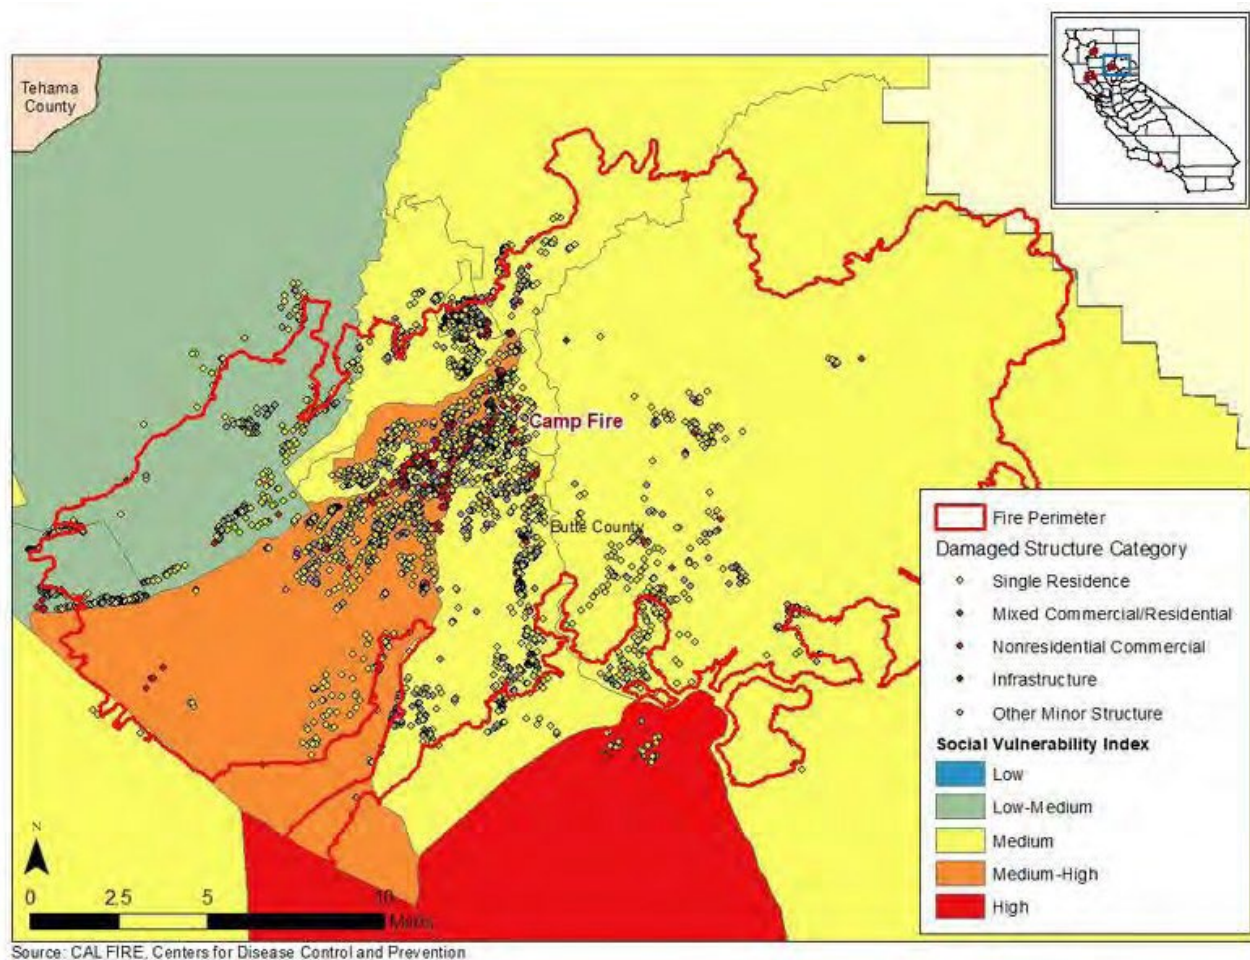 Tehama
County
Camp Fire
Butte County
Fire Perimeter
Damaged Structure Category
Single Residence
Mixed Commercial/Residential
Nonresidential Commercial
Infrastructure
Other Minor Structure
Social Vulnerability Index
Low
Low-Medium
Medium
Medium-High
High
N
0 2.5 5 10
Miles
Source: CAL FIRE, Centers for Disease Control and Prevention